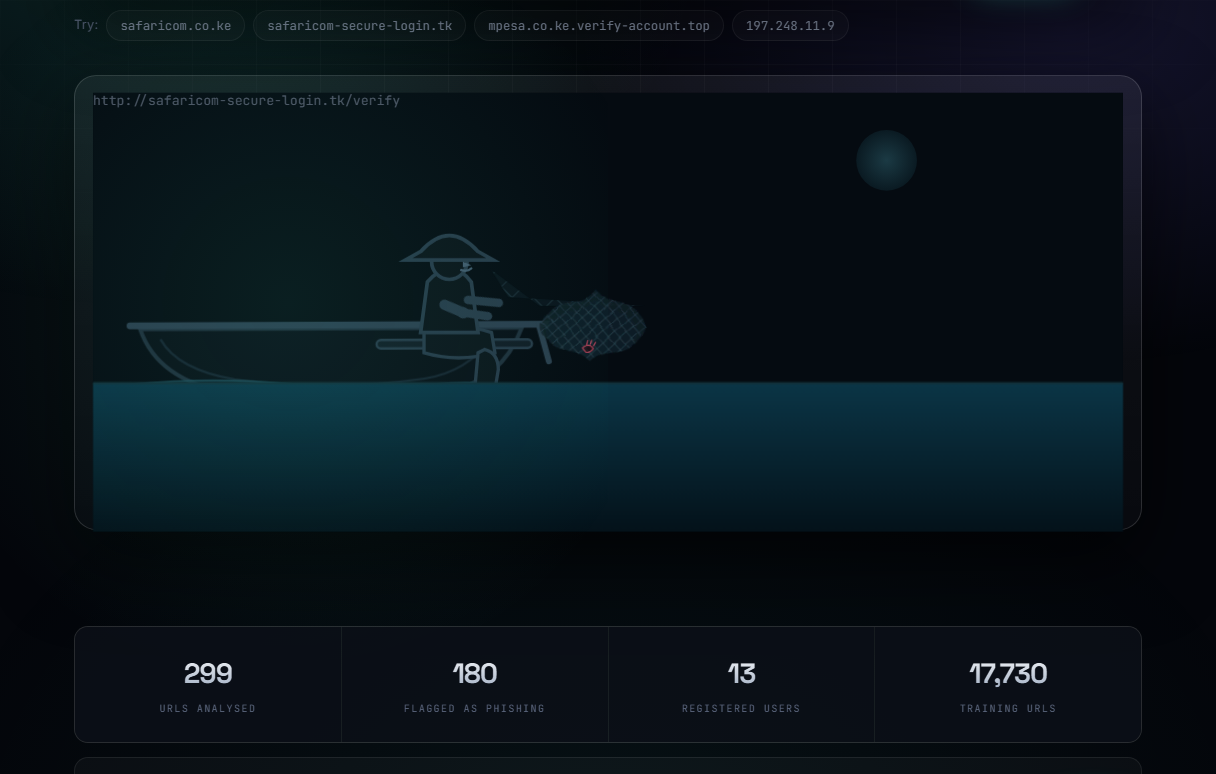 Try: safaricom.co.ke safaricom-secure-login.tk mpesa.co.ke.verify-account.top 197.248.11.9
http://safaricom-secure-login.tk/verify
299 180 13 17,730
URLS ANALYSED FLAGGED AS PHISHING REGISTERED USERS TRAINING URLS